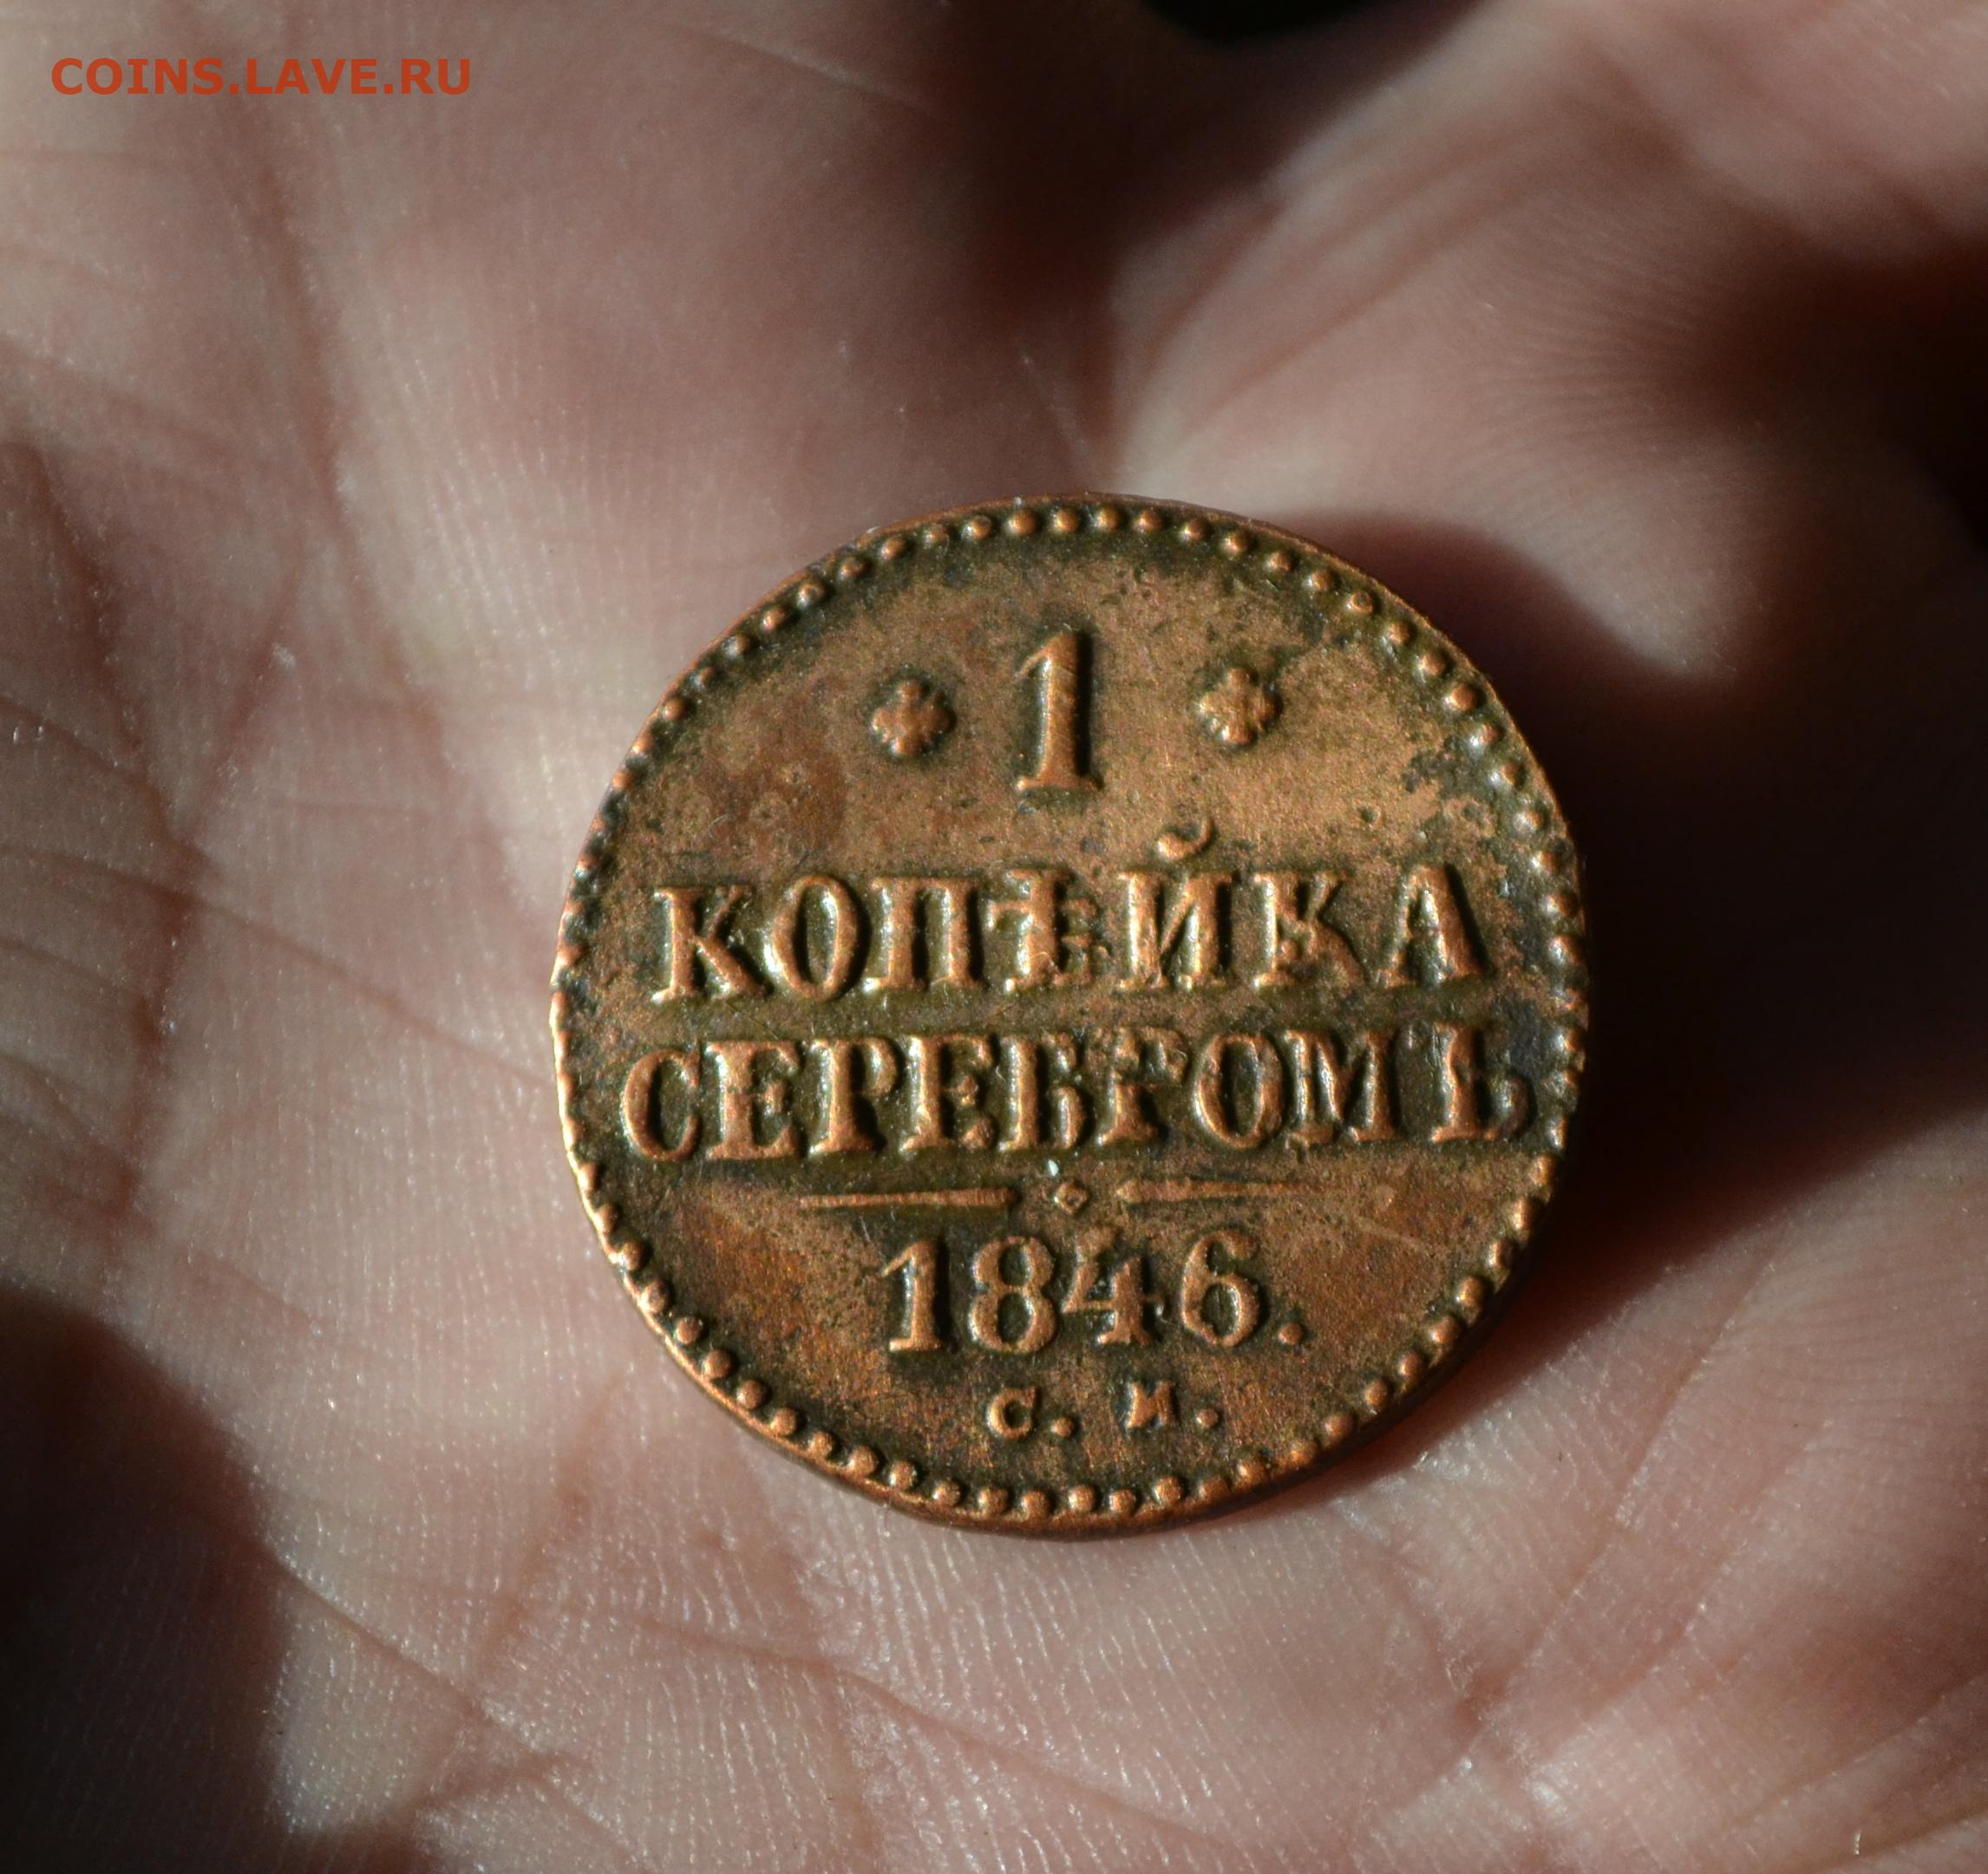 COINS.LAVE.RU
1
КОПѢЙКА
СЕРЕБРОМЪ
1846.
С. М.